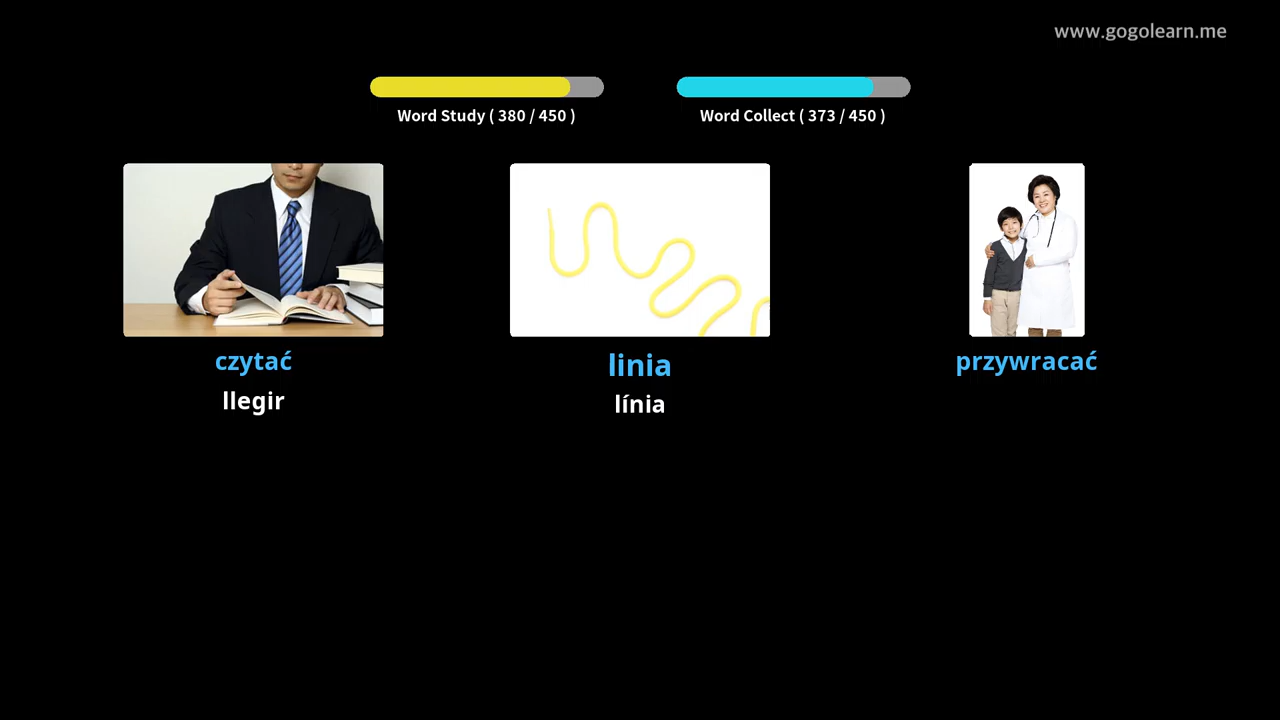 www.gogolearn.me
Word Study ( 380 / 450 )
Word Collect ( 373 / 450 )
czytać
linia
przywracać
llegir
línia